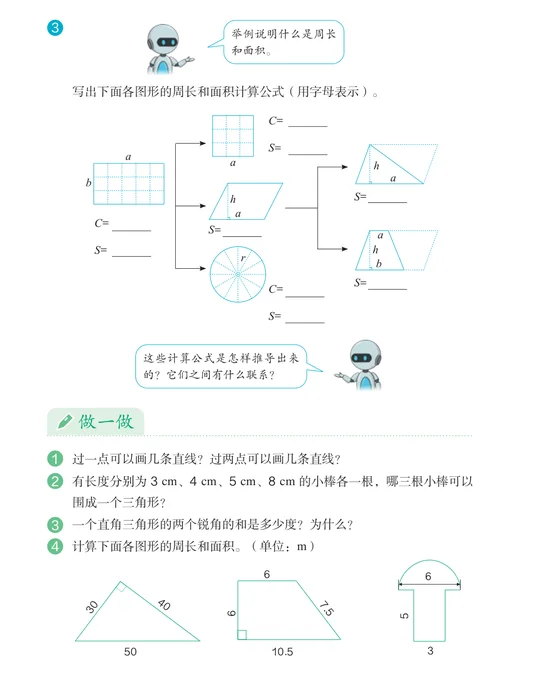 3
举例说明什么是周长
和面积。
写出下面各图形的周长和面积计算公式（用字母表示）。
a
b
C=
S=
a
C=
S=
h
a
S=
r
C=
S=
h
a
S=
a
h
b
S=
这些计算公式是怎样推导出来
的？它们之间有什么联系？
做一做
1 过一点可以画几条直线？过两点可以画几条直线？
2 有长度分别为 3 cm、4 cm、5 cm、8 cm 的小棒各一根，哪三根小棒可以
围成一个三角形？
3 一个直角三角形的两个锐角的和是多少度？为什么？
4 计算下面各图形的周长和面积。（单位：m）
30
40
50
6
6
7.5
10.5
6
5
3